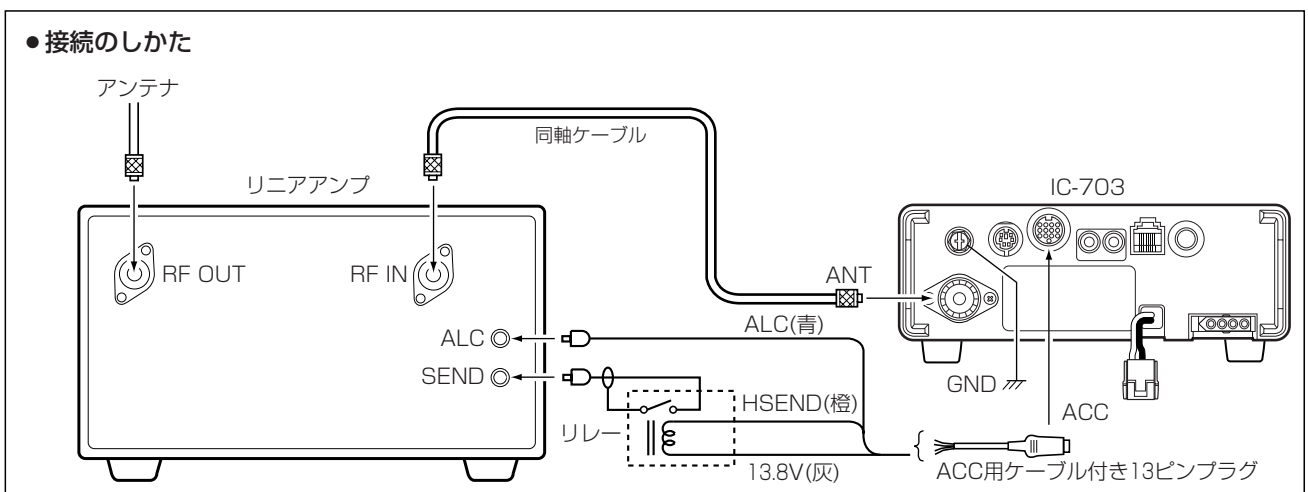 ●接続のしかた
アンテナ
同軸ケーブル
リニアアンプ
IC-703
RF OUT
RF IN
ANT
ALC
ALC(青)
SEND
GND
HSEND(橙)
ACC
リレー
13.8V(灰)
ACC用ケーブル付き13ピンプラグ